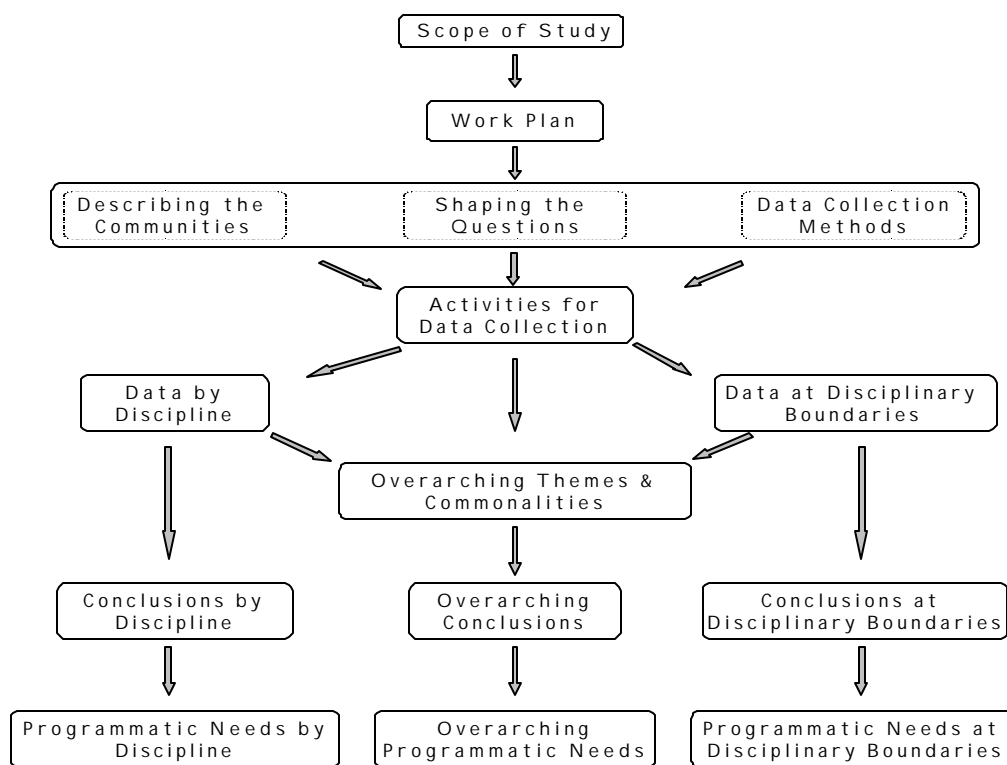 Scope of Study
Work Plan
Describing the
Communities
Shaping the
Questions
Data Collection
Methods
Activities for
Data Collection
Data by
Discipline
Data at Disciplinary
Boundaries
Overarching Themes &
Commonalities
Conclusions by
Discipline
Overarching
Conclusions
Conclusions at
Disciplinary Boundaries
Programmatic Needs by
Discipline
Overarching
Programmatic Needs
Programmatic Needs at
Disciplinary Boundaries